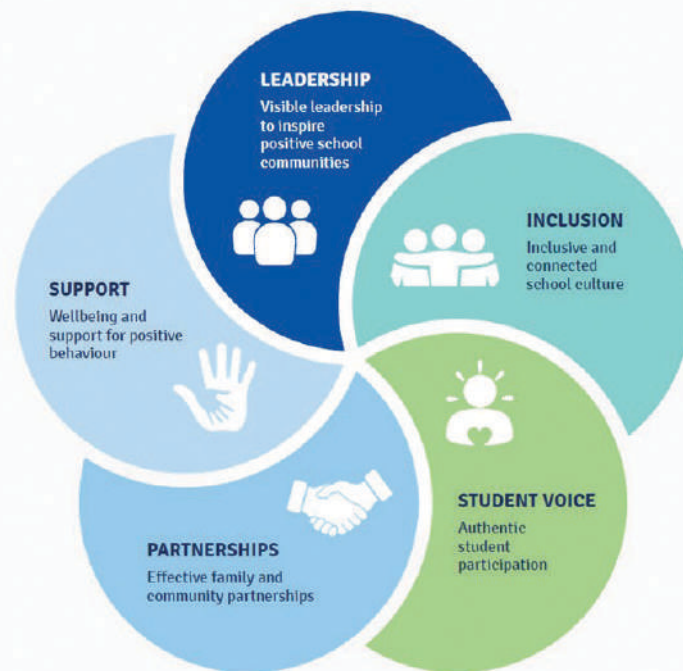 LEADERSHIP
Visible leadership
to inspire
positive school
communities
INCLUSION
Inclusive and
connected
school culture
STUDENT VOICE
Authentic
student
participation
PARTNERSHIPS
Effective family and
community partnerships
SUPPORT
Wellbeing and
support for positive
behaviour